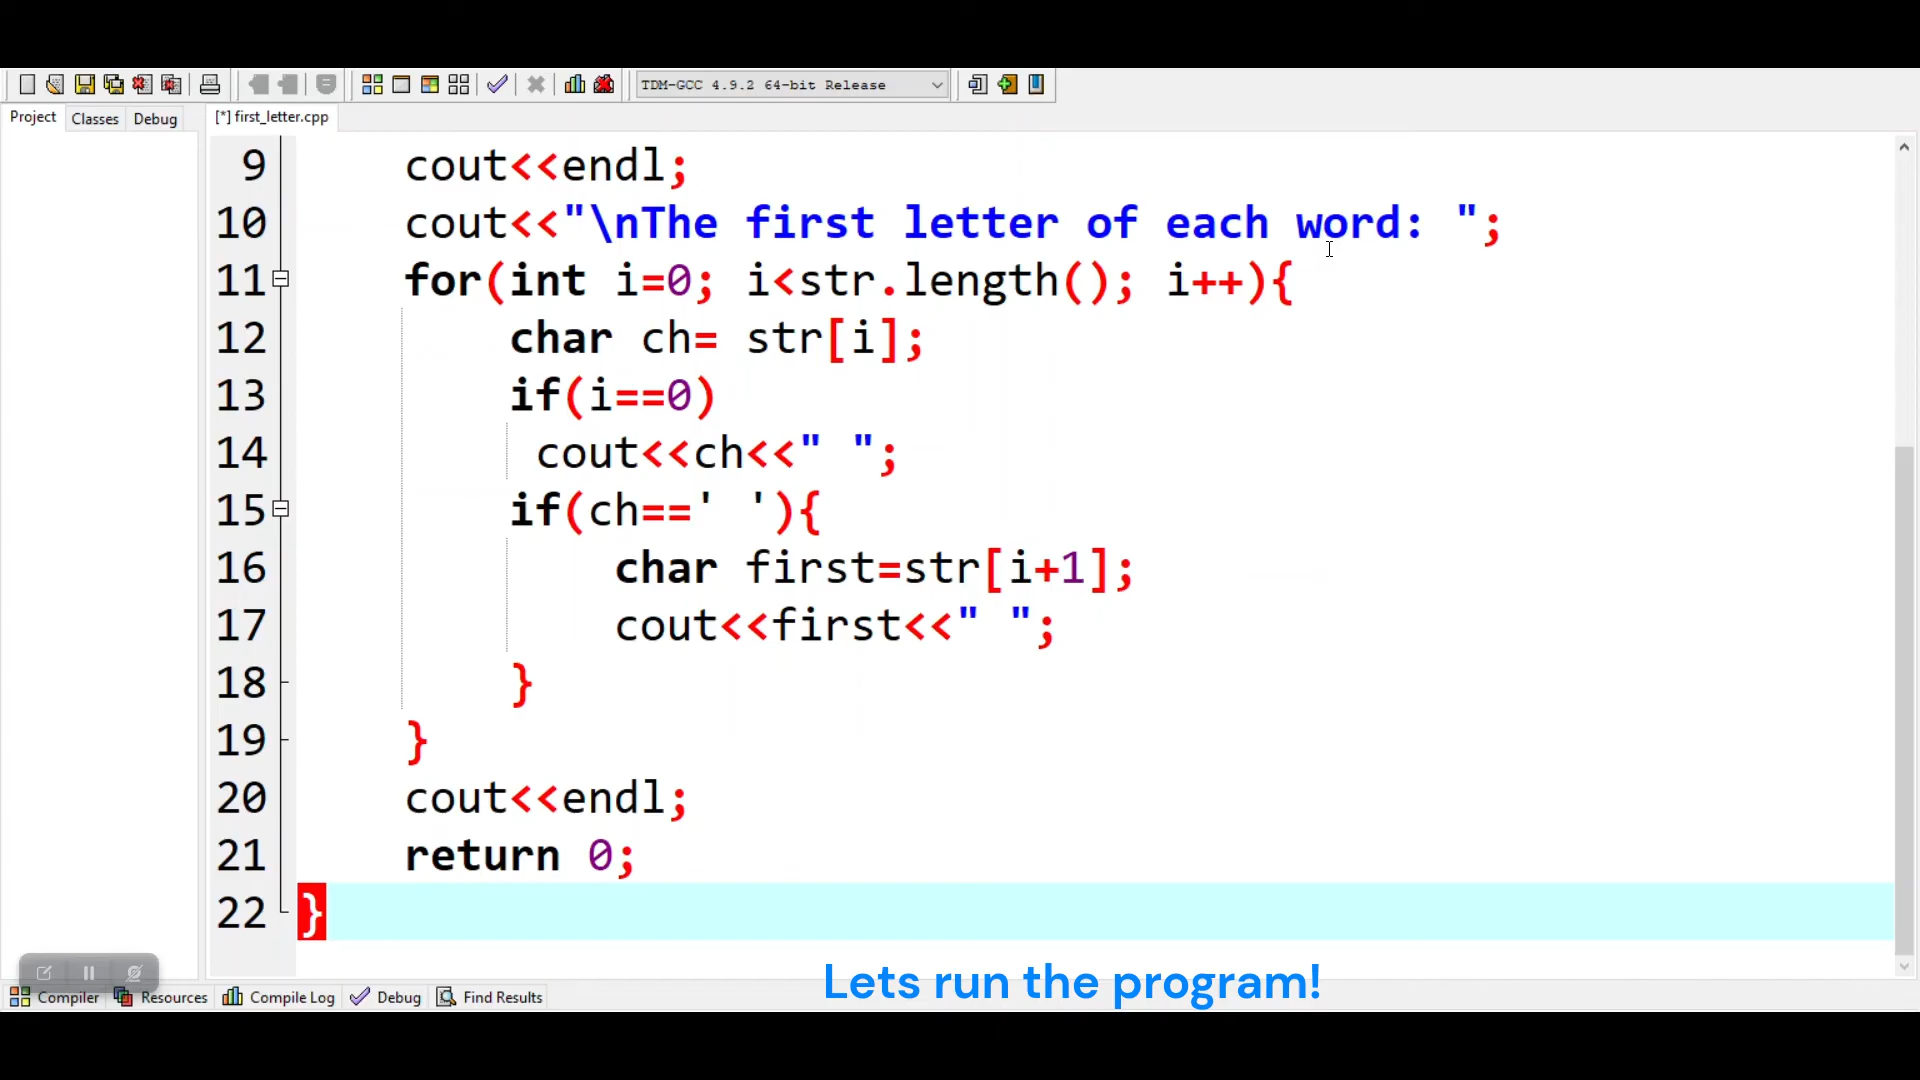 TDM-GCC 4.9.2 64-bit Release
Project Classes Debug [*] first_letter.cpp
9 cout<<endl;
10 cout<<"\nThe first letter of each word: ";
11 for(int i=0; i<str.length(); i++){
12 char ch= str[i];
13 if(i==0)
14 cout<<ch<<" ";
15 if(ch==' '){
16 char first=str[i+1];
17 cout<<first<<" ";
18 }
19 }
20 cout<<endl;
21 return 0;
22 }
Lets run the program!
Compiler Resources Compile Log Debug Find Results